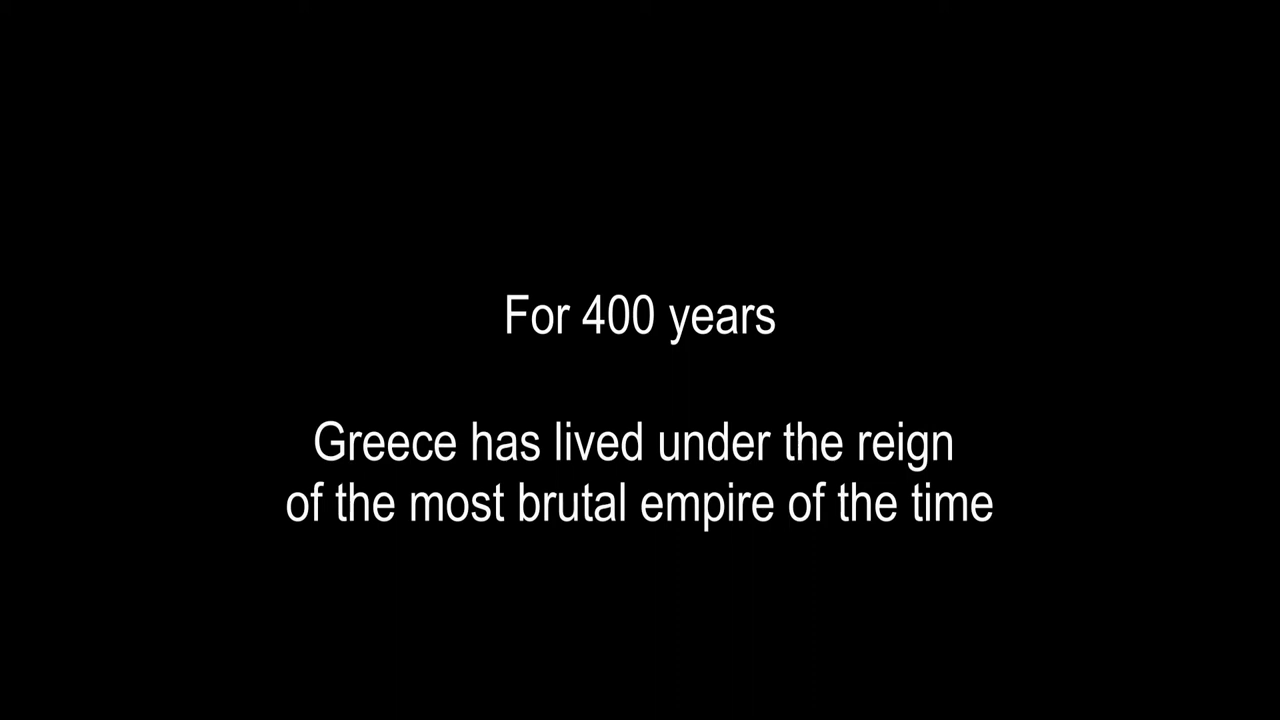 For 400 years
Greece has lived under the reign
of the most brutal empire of the time